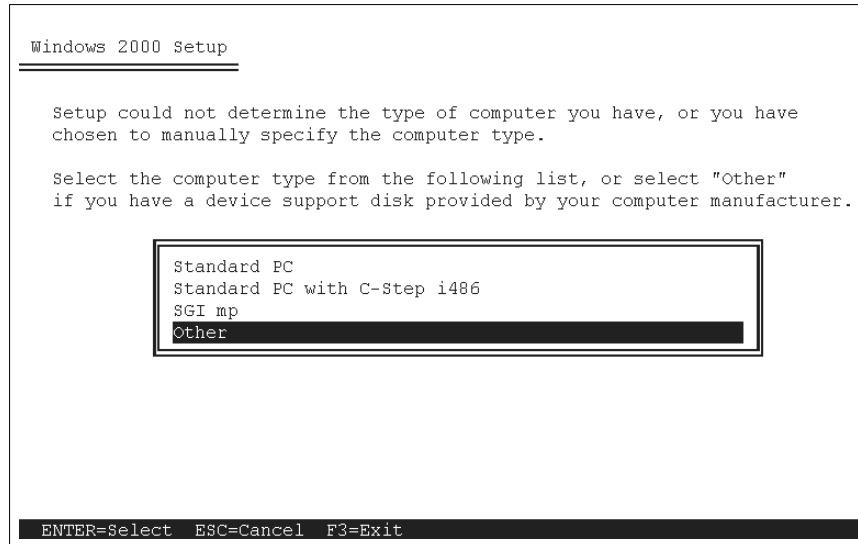 Windows 2000 Setup
Setup could not determine the type of computer you have, or you have
chosen to manually specify the computer type.
Select the computer type from the following list, or select "Other"
if you have a device support disk provided by your computer manufacturer.
Standard PC
Standard PC with C-Step i486
SGI mp
Other
ENTER=Select ESC=Cancel F3=Exit